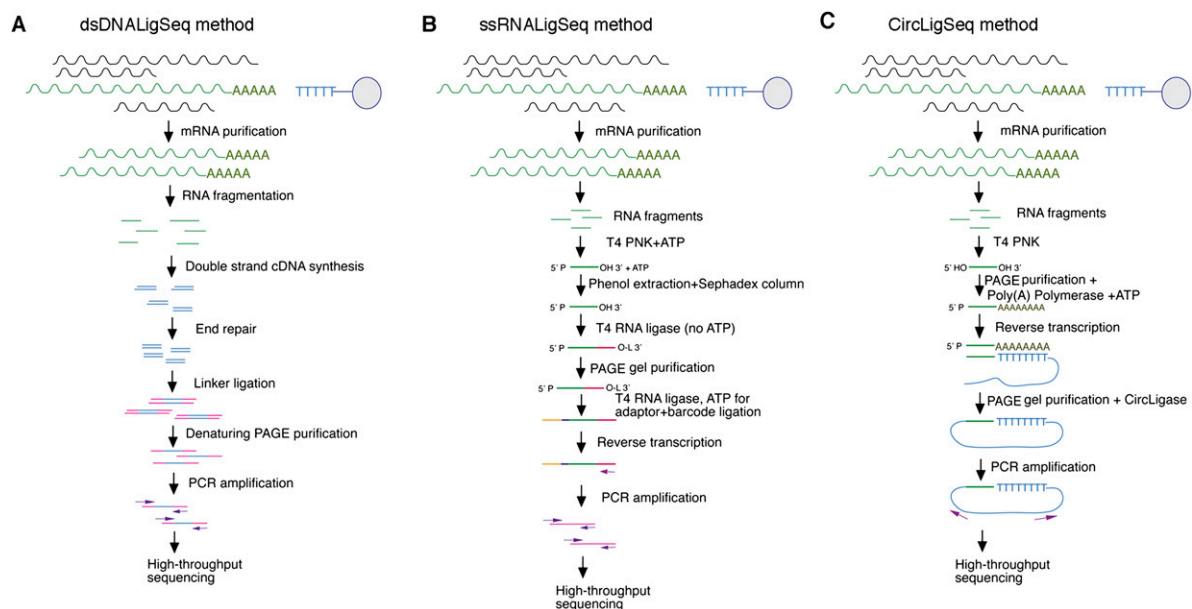 A
dsDNALigSeq method
AAAAA
TTTT
mRNA purification
AAAAA
AAAAA
RNA fragmentation
Double strand cDNA synthesis
End repair
Linker ligation
Denaturing PAGE purification
PCR amplification
High-throughput
sequencing
B
ssRNALigSeq method
AAAAA
TTTT
mRNA purification
AAAAA
AAAAA
RNA fragments
T4 PNK+ATP
5' P OH 3' + ATP
Phenol extraction+Sephadex column
5' P OH 3'
T4 RNA ligase (no ATP)
5' P O-L 3'
PAGE gel purification
5' P O-L 3'
T4 RNA ligase, ATP for
adaptor+barcode ligation
Reverse transcription
PCR amplification
High-throughput
sequencing
C
CircLigSeq method
AAAAA
TTTT
mRNA purification
AAAAA
AAAAA
RNA fragments
T4 PNK
5' HO OH 3'
PAGE purification +
Poly(A) Polymerase +ATP
5' P AAAAAAAA
Reverse transcription
5' P AAAAAAAA
TTTTTTTT
PAGE gel purification + CircLigase
TTTTTTTT
PCR amplification
TTTTTTTT
High-throughput
sequencing